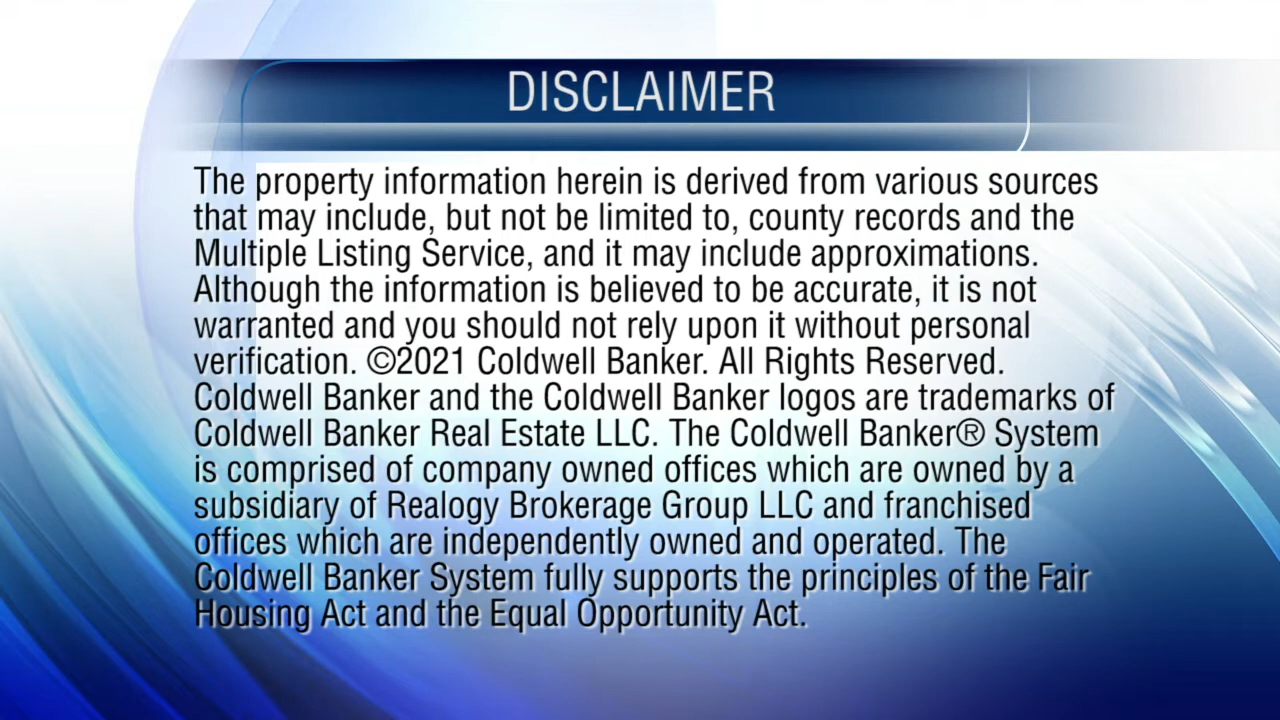 DISCLAIMER
The property information herein is derived from various sources
that may include, but not be limited to, county records and the
Multiple Listing Service, and it may include approximations.
Although the information is believed to be accurate, it is not
warranted and you should not rely upon it without personal
verification. ©2021 Coldwell Banker. All Rights Reserved.
Coldwell Banker and the Coldwell Banker logos are trademarks of
Coldwell Banker Real Estate LLC. The Coldwell Banker® System
is comprised of company owned offices which are owned by a
subsidiary of Realogy Brokerage Group LLC and franchised
offices which are independently owned and operated. The
Coldwell Banker System fully supports the principles of the Fair
Housing Act and the Equal Opportunity Act.